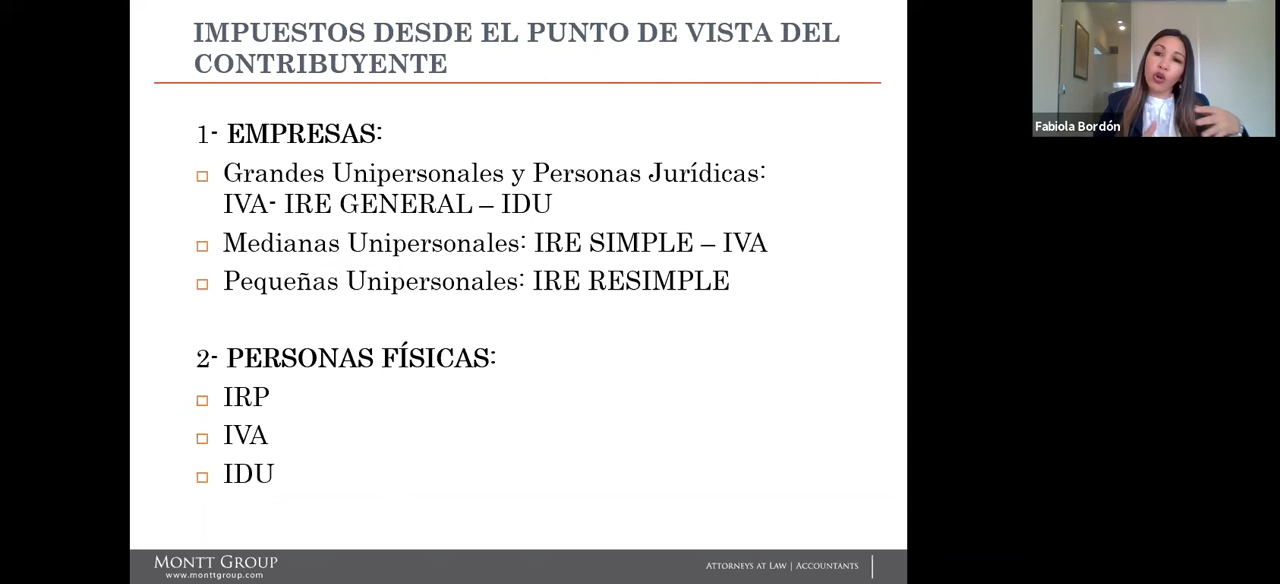 IMPUESTOS DESDE EL PUNTO DE VISTA DEL
CONTRIBUYENTE
1- EMPRESAS:
Grandes Unipersonales y Personas Jurídicas:
IVA- IRE GENERAL – IDU
Medianas Unipersonales: IRE SIMPLE – IVA
Pequeñas Unipersonales: IRE RESIMPLE
2- PERSONAS FÍSICAS:
IRP
IVA
IDU
MONTT GROUP
www.monttgroup.com
ATTORNEYS AT LAW | ACCOUNTANTS
Fabiola Bordón